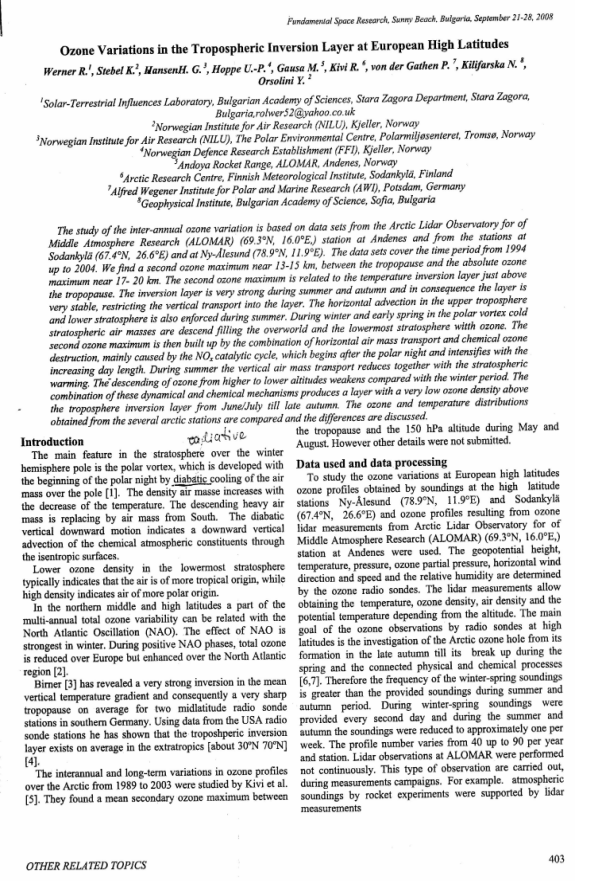 Fundamental Space Research, Sunny Beach, Bulgaria, September 21-28, 2008
Ozone Variations in the Tropospheric Inversion Layer at European High Latitudes
Werner R.¹, Stebel K.², HansenH. G.³, Hoppe U.-P.⁴, Gausa M.⁵, Kivi R.⁶, von der Gathen P.⁷, Kilifarska N.⁸,
Orsolini Y.²
¹Solar-Terrestrial Influences Laboratory, Bulgarian Academy of Sciences, Stara Zagora Department, Stara Zagora,
Bulgaria,rolwer52@yahoo.co.uk
²Norwegian Institute for Air Research (NILU), Kjeller, Norway
³Norwegian Institute for Air Research (NILU), The Polar Environmental Centre, Polarmiljøsenteret, Tromsø, Norway
⁴Norwegian Defence Research Establishment (FFI), Kjeller, Norway
⁵Andoya Rocket Range, ALOMAR, Andenes, Norway
⁶Arctic Research Centre, Finnish Meteorological Institute, Sodankylä, Finland
⁷Alfred Wegener Institute for Polar and Marine Research (AWI), Potsdam, Germany
⁸Geophysical Institute, Bulgarian Academy of Science, Sofia, Bulgaria
The study of the inter-annual ozone variation is based on data sets from the Arctic Lidar Observatory for of
Middle Atmosphere Research (ALOMAR) (69.3°N, 16.0°E,) station at Andenes and from the stations at
Sodankylä (67.4°N, 26.6°E) and at Ny-Ålesund (78.9°N, 11.9°E). The data sets cover the time period from 1994
up to 2004. We find a second ozone maximum near 13-15 km, between the tropopause and the absolute ozone
maximum near 17- 20 km. The second ozone maximum is related to the temperature inversion layer just above
the tropopause. The inversion layer is very strong during summer and autumn and in consequence the layer is
very stable, restricting the vertical transport into the layer. The horizontal advection in the upper troposphere
and lower stratosphere is also enforced during summer. During winter and early spring in the polar vortex cold
stratospheric air masses are descend filling the overworld and the lowermost stratosphere witth ozone. The
second ozone maximum is then built up by the combination of horizontal air mass transport and chemical ozone
destruction, mainly caused by the NOₓ catalytic cycle, which begins after the polar night and intensifies with the
increasing day length. During summer the vertical air mass transport reduces together with the stratospheric
warming. The descending of ozone from higher to lower altitudes weakens compared with the winter period. The
combination of these dynamical and chemical mechanisms produces a layer with a very low ozone density above
the troposphere inversion layer from June/July till late autumn. The ozone and temperature distributions
obtained from the several arctic stations are compared and the differences are discussed.
radiative
Introduction
The main feature in the stratosphere over the winter
hemisphere pole is the polar vortex, which is developed with
the beginning of the polar night by diabatic cooling of the air
mass over the pole [1]. The density air masse increases with
the decrease of the temperature. The descending heavy air
mass is replacing by air mass from South. The diabatic
vertical downward motion indicates a downward vertical
advection of the chemical atmospheric constituents through
the isentropic surfaces.
Lower ozone density in the lowermost stratosphere
typically indicates that the air is of more tropical origin, while
high density indicates air of more polar origin.
In the northern middle and high latitudes a part of the
multi-annual total ozone variability can be related with the
North Atlantic Oscillation (NAO). The effect of NAO is
strongest in winter. During positive NAO phases, total ozone
is reduced over Europe but enhanced over the North Atlantic
region [2].
Birner [3] has revealed a very strong inversion in the mean
vertical temperature gradient and consequently a very sharp
tropopause on average for two midlatitude radio sonde
stations in southern Germany. Using data from the USA radio
sonde stations he has shown that the troposhperic inversion
layer exists on average in the extratropics [about 30°N 70°N]
[4].
The interannual and long-term variations in ozone profiles
over the Arctic from 1989 to 2003 were studied by Kivi et al.
[5]. They found a mean secondary ozone maximum between
the tropopause and the 150 hPa altitude during May and
August. However other details were not submitted.
Data used and data processing
To study the ozone variations at European high latitudes
ozone profiles obtained by soundings at the high latitude
stations Ny-Ålesund (78.9°N, 11.9°E) and Sodankylä
(67.4°N, 26.6°E) and ozone profiles resulting from ozone
lidar measurements from Arctic Lidar Observatory for of
Middle Atmosphere Research (ALOMAR) (69.3°N, 16.0°E,)
station at Andenes were used. The geopotential height,
temperature, pressure, ozone partial pressure, horizontal wind
direction and speed and the relative humidity are determined
by the ozone radio sondes. The lidar measurements allow
obtaining the temperature, ozone density, air density and the
potential temperature depending from the altitude. The main
goal of the ozone observations by radio sondes at high
latitudes is the investigation of the Arctic ozone hole from its
formation in the late autumn till its break up during the
spring and the connected physical and chemical processes
[6,7]. Therefore the frequency of the winter-spring soundings
is greater than the provided soundings during summer and
autumn period. During winter-spring soundings were
provided every second day and during the summer and
autumn the soundings were reduced to approximately one per
week. The profile number varies from 40 up to 90 per year
and station. Lidar observations at ALOMAR were performed
not continuously. This type of observation are carried out,
during measurements campaigns. For example. atmospheric
soundings by rocket experiments were supported by lidar
measurements
OTHER RELATED TOPICS
403